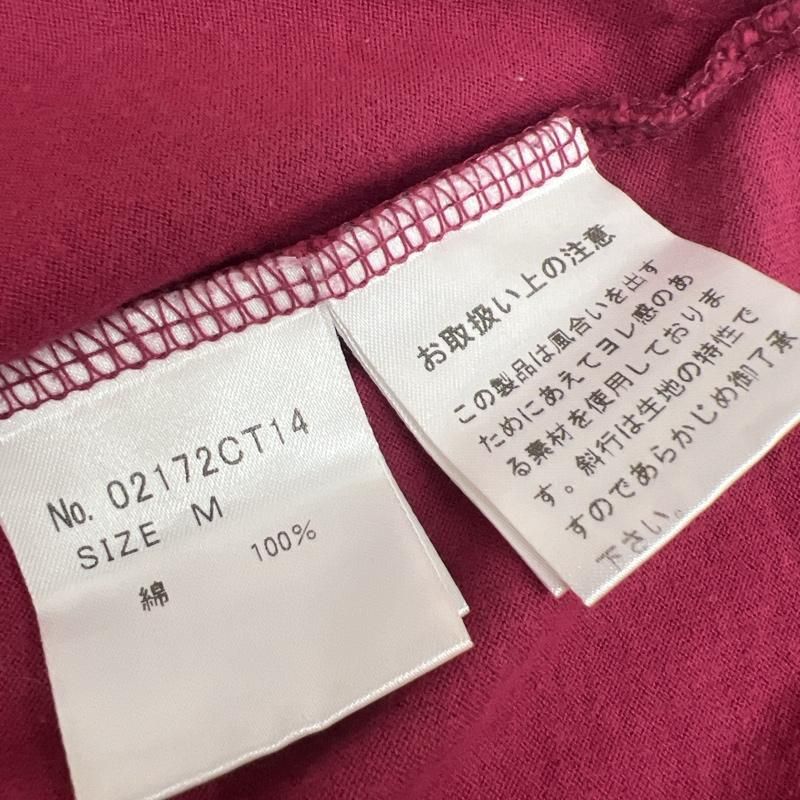 No. 02172CT14
SIZE M
綿 100%
お取扱い上の注意
この製品は風合いを出す
ためにあえてヨレ感のあ
る素材を使用しておりま
す。斜行は生地の特性で
すのであらかじめ御了承
下さい。